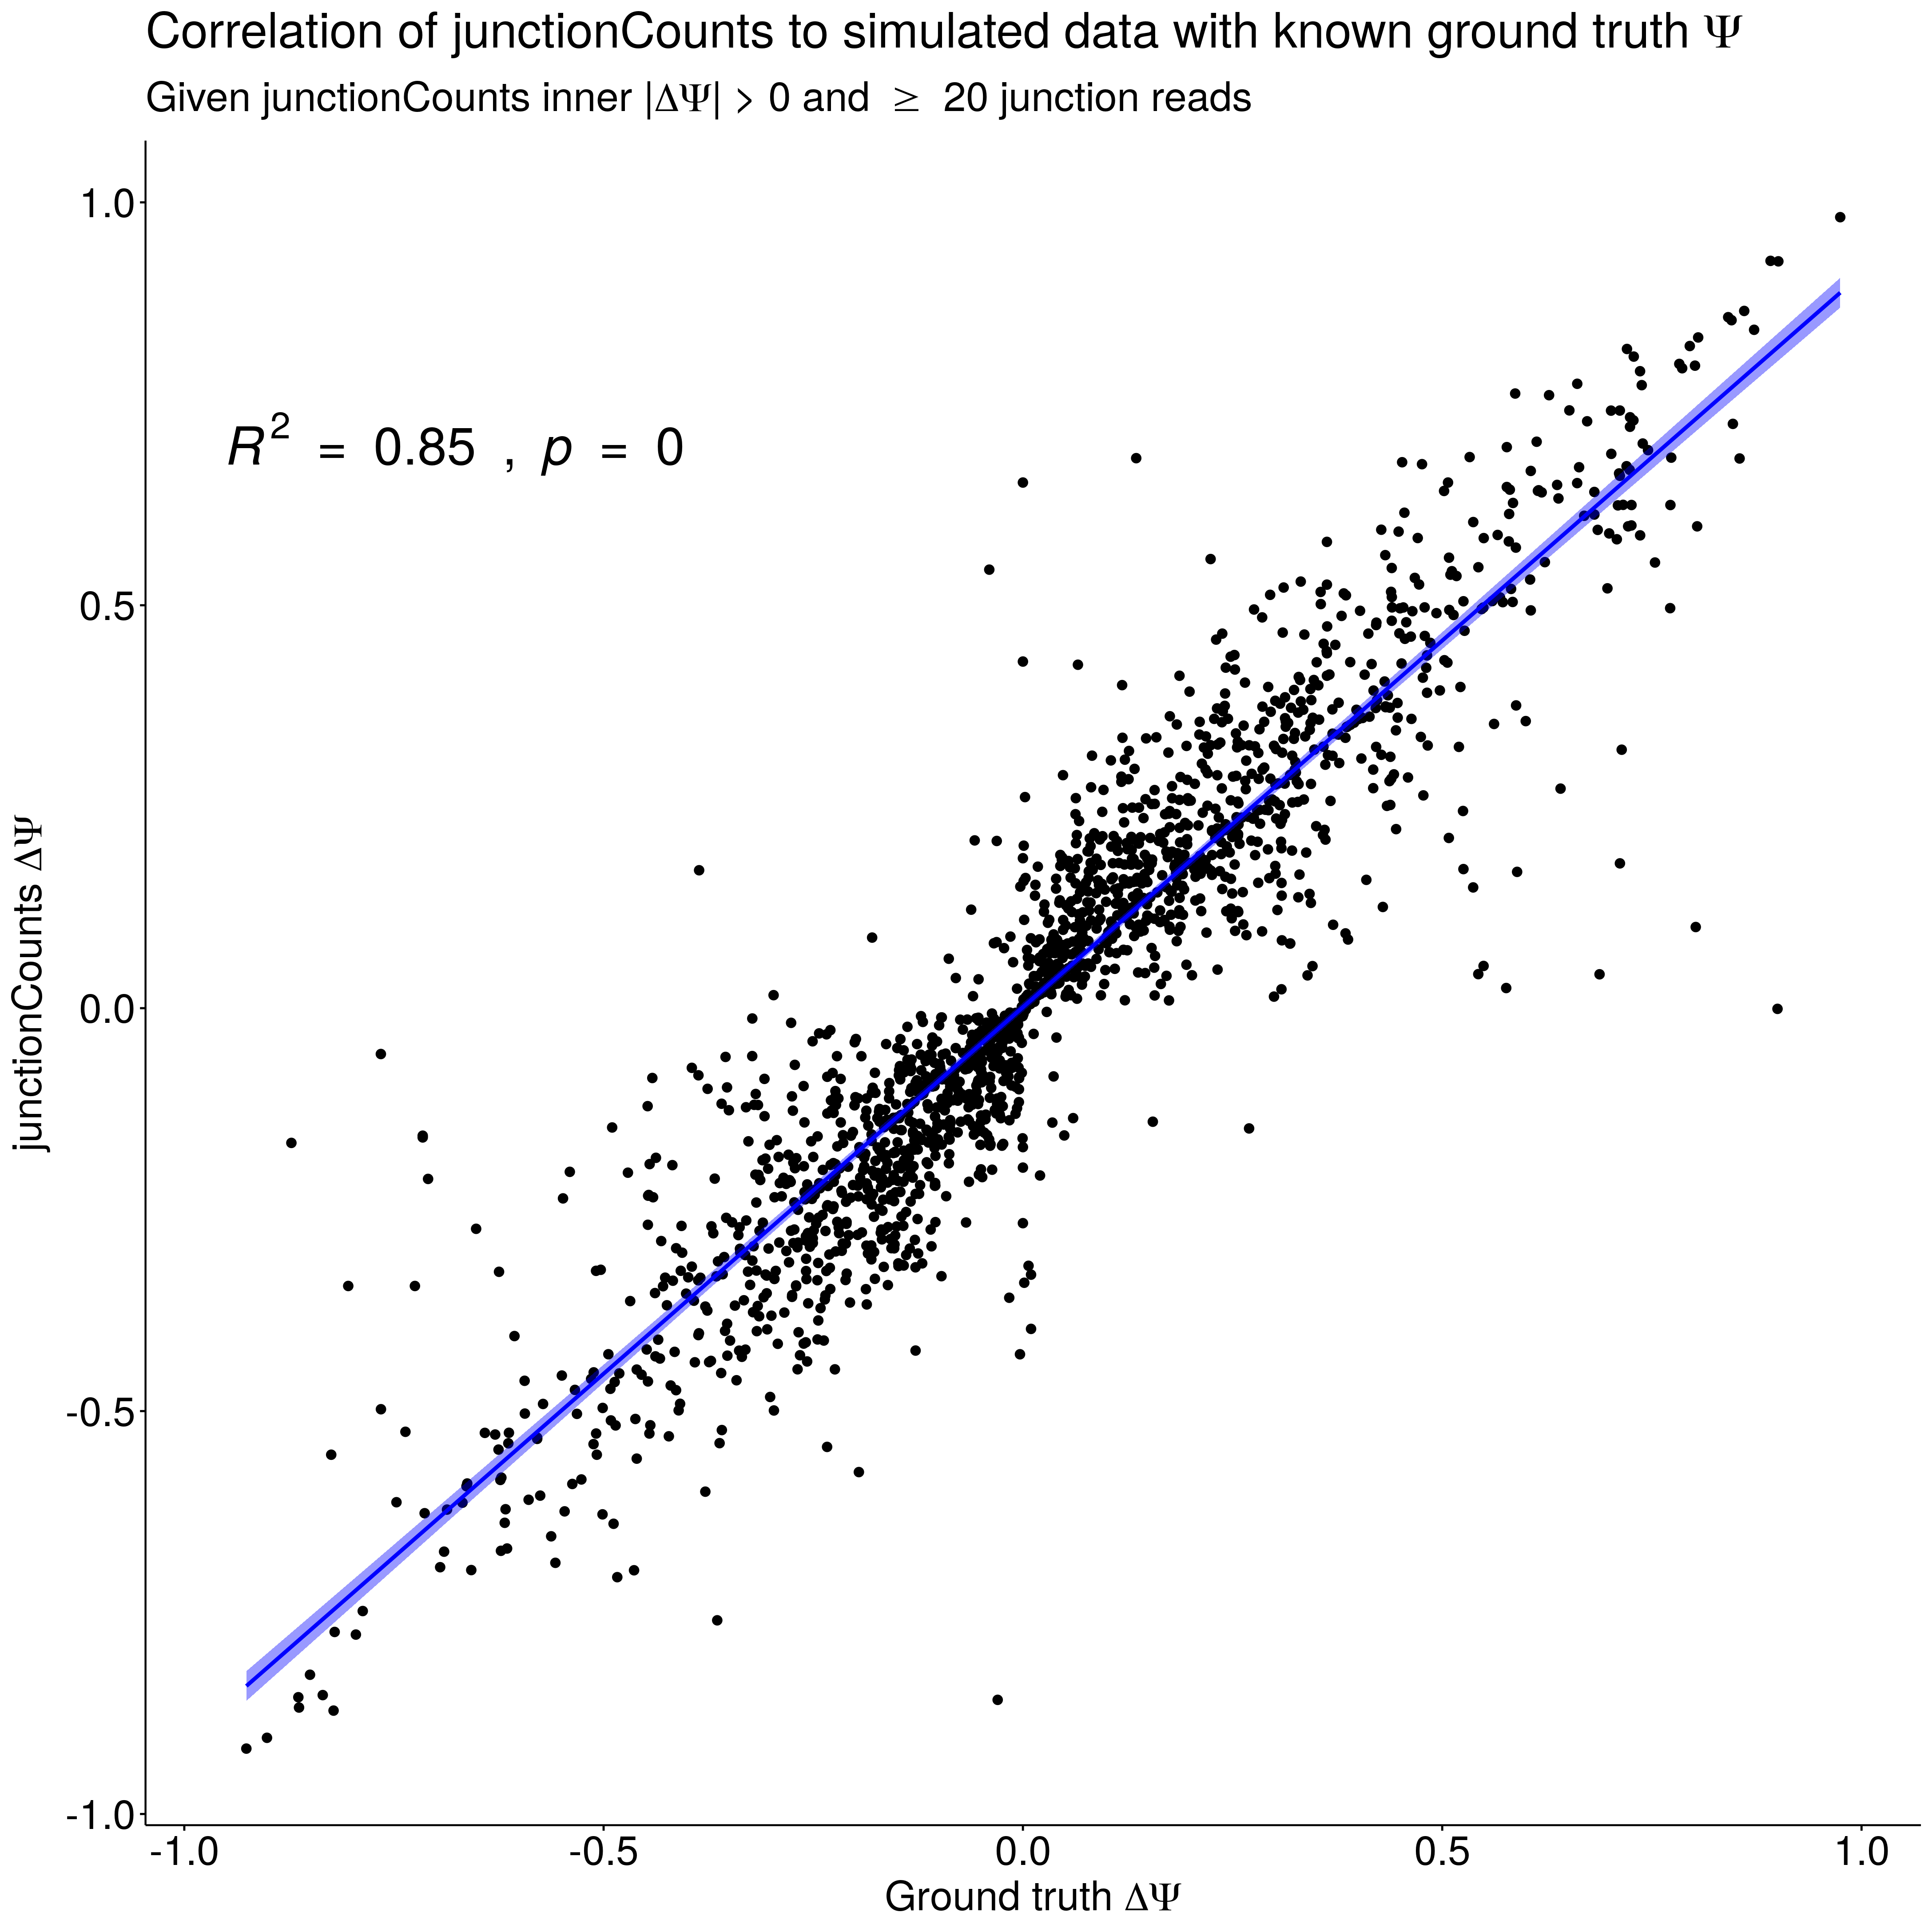 Correlation of junctionCounts to simulated data with known ground truth Ψ
Given junctionCounts inner |ΔΨ| > 0 and ≥ 20 junction reads
R² = 0.85 , p = 0
junctionCounts ΔΨ
1.0
0.5
0.0
-0.5
-1.0
-1.0 -0.5 0.0 0.5 1.0
Ground truth ΔΨ